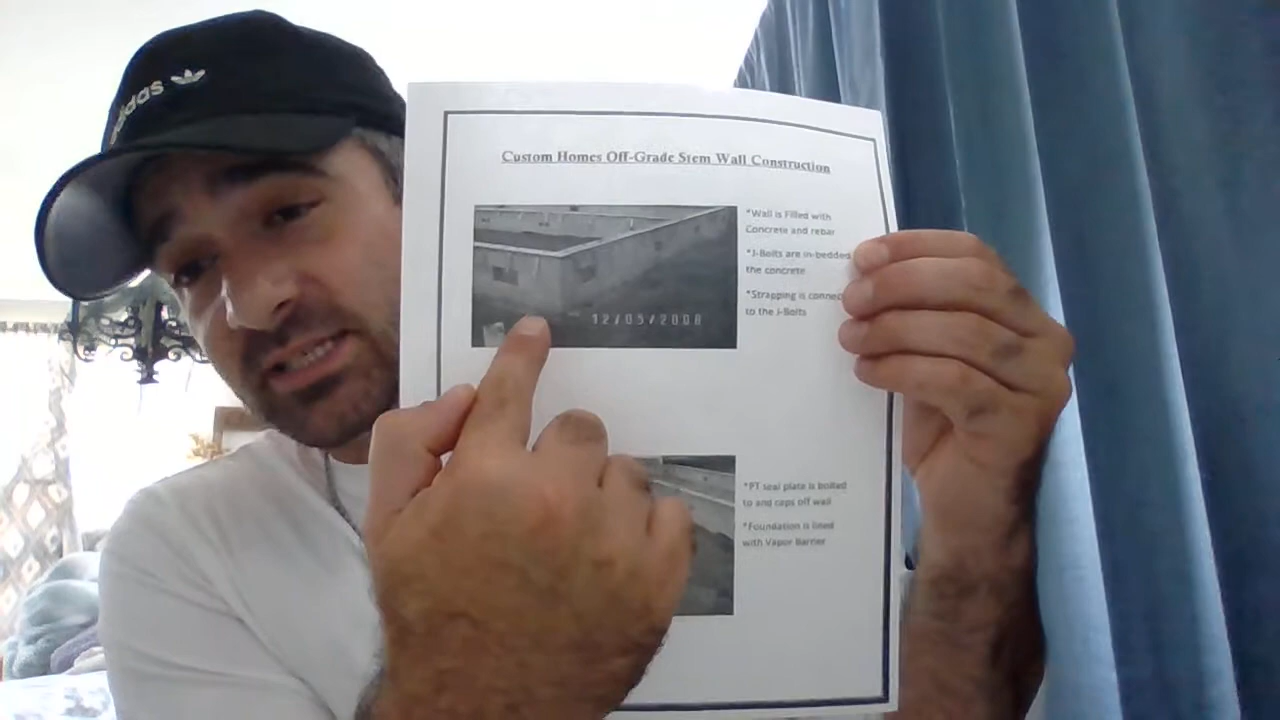 adidas
Custom Homes Off-Grade Stem Wall Construction
*Wall is Filled with
Concrete and rebar
*J-Bolts are in-bedded
the concrete
*Strapping is connec
to the J-Bolts
12/05/2008
*PT seal plate is bolted
to and caps off wall
*Foundation is lined
with Vapor Barrier